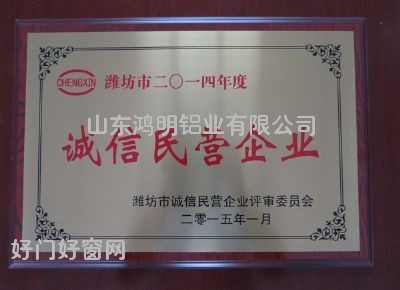 CHENGXIN 潍坊市二〇一四年度
山东鸿明铝业有限公司
诚信民营企业
潍坊市诚信民营企业评审委员会
二零一五年一月
好门好窗网